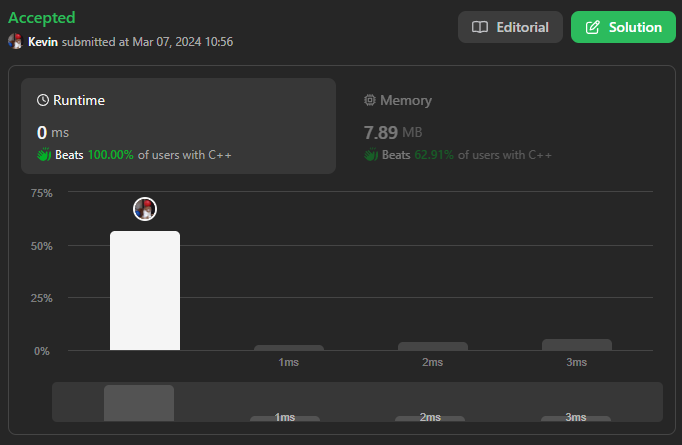 Accepted
Editorial
Solution
Kevin submitted at Mar 07, 2024 10:56
Runtime
Memory
0 ms
7.89 MB
Beats 100.00% of users with C++
Beats 62.91% of users with C++
75%
50%
25%
0%
1ms
2ms
3ms
1ms
2ms
3ms